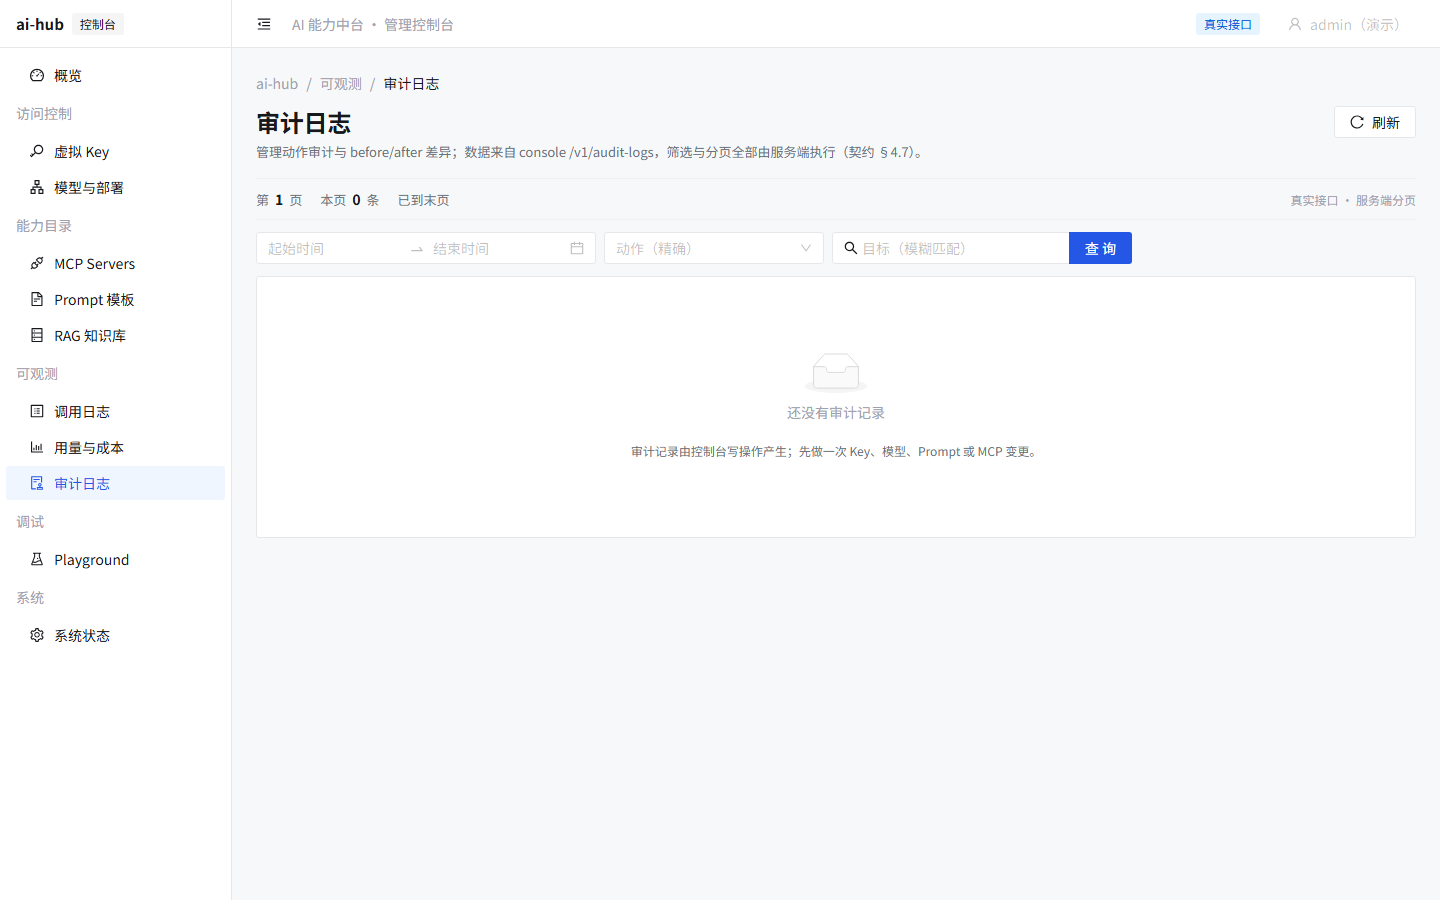 ai-hub 控制台
AI 能力中台 • 管理控制台
真实接口
admin（演示）
概览
访问控制
虚拟 Key
模型与部署
能力目录
MCP Servers
Prompt 模板
RAG 知识库
可观测
调用日志
用量与成本
审计日志
调试
Playground
系统
系统状态
ai-hub / 可观测 / 审计日志
审计日志
刷新
管理动作审计与 before/after 差异；数据来自 console /v1/audit-logs，筛选与分页全部由服务端执行（契约 §4.7）。
第 1 页 本页 0 条 已到末页
真实接口 • 服务端分页
起始时间 结束时间 动作（精确） 目标（模糊匹配） 查 询
还没有审计记录
审计记录由控制台写操作产生；先做一次 Key、模型、Prompt 或 MCP 变更。